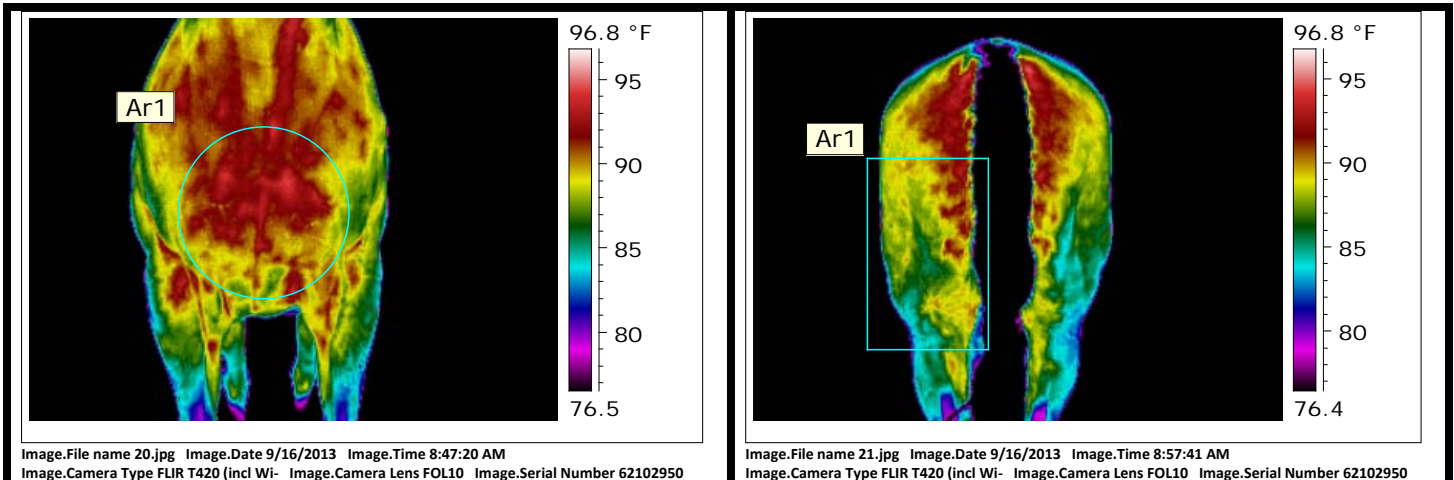 96.8 °F
95
90
85
80
76.5
Ar1
Image.File name 20.jpg Image.Date 9/16/2013 Image.Time 8:47:20 AM
Image.Camera Type FLIR T420 (incl Wi- Image.Camera Lens FOL10 Image.Serial Number 62102950
96.8 °F
95
90
85
80
76.4
Ar1
Image.File name 21.jpg Image.Date 9/16/2013 Image.Time 8:57:41 AM
Image.Camera Type FLIR T420 (incl Wi- Image.Camera Lens FOL10 Image.Serial Number 62102950